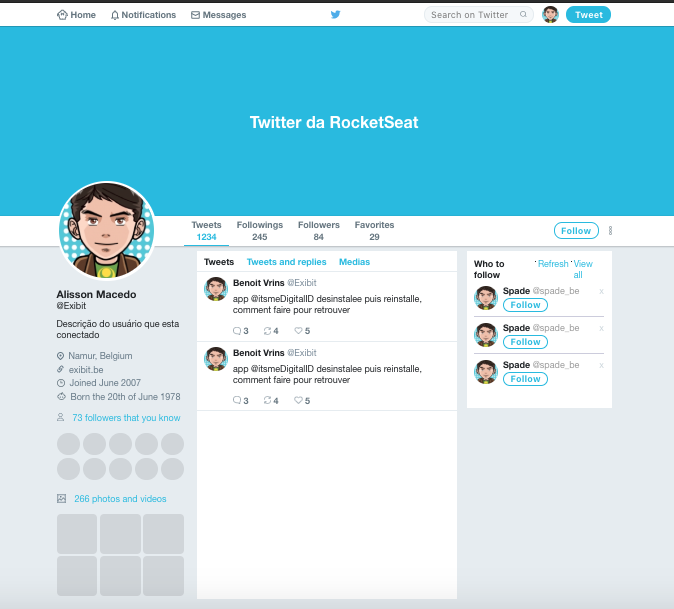 Home Notifications Messages Search on Twitter Tweet
Twitter da RocketSeat
Tweets Followings Followers Favorites
1234 245 84 29
Follow
Alisson Macedo
@Exibit
Descrição do usuário que esta
conectado
Namur, Belgium
exibit.be
Joined June 2007
Born the 20th of June 1978
73 followers that you know
266 photos and videos
Tweets Tweets and replies Medias
Benoit Vrins @Exibit
app @itsmeDigitalID desinstalee puis reinstalle,
comment faire pour retrouver
3 4 5
Benoit Vrins @Exibit
app @itsmeDigitalID desinstalee puis reinstalle,
comment faire pour retrouver
3 4 5
Who to
follow
· Refresh · View
all
Spade @spade_be x
Follow
Spade @spade_be x
Follow
Spade @spade_be x
Follow